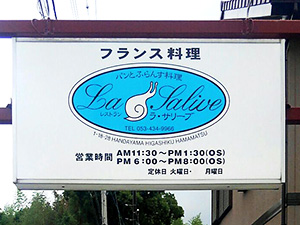 フランス料理
パンとふらんす料理
La Salive
レストラン ラ・サリーブ
TEL 053-434-9966
1-18-28 HANDAYAMA HIGASHIKU HAMAMATSU
営業時間 AM11:30~PM1:30(OS)
PM6:00~PM8:00(OS)
定休日 火曜日・月曜日